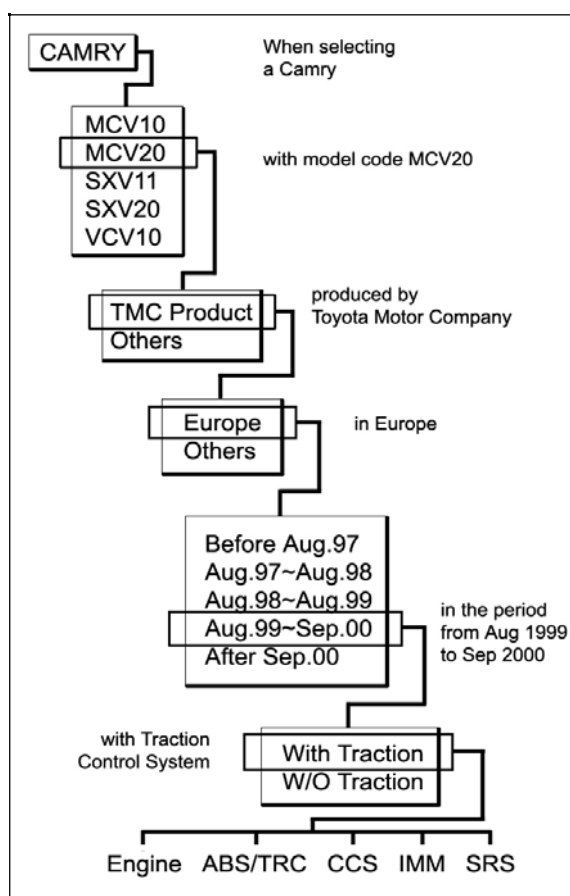 CAMRY
When selecting
a Camry
MCV10
MCV20
SXV11
SXV20
VCV10
with model code MCV20
TMC Product
Others
produced by
Toyota Motor Company
Europe
Others
in Europe
Before Aug.97
Aug.97~Aug.98
Aug.98~Aug.99
Aug.99~Sep.00
After Sep.00
in the period
from Aug 1999
to Sep 2000
with Traction
Control System
With Traction
W/O Traction
Engine ABS/TRC CCS IMM SRS